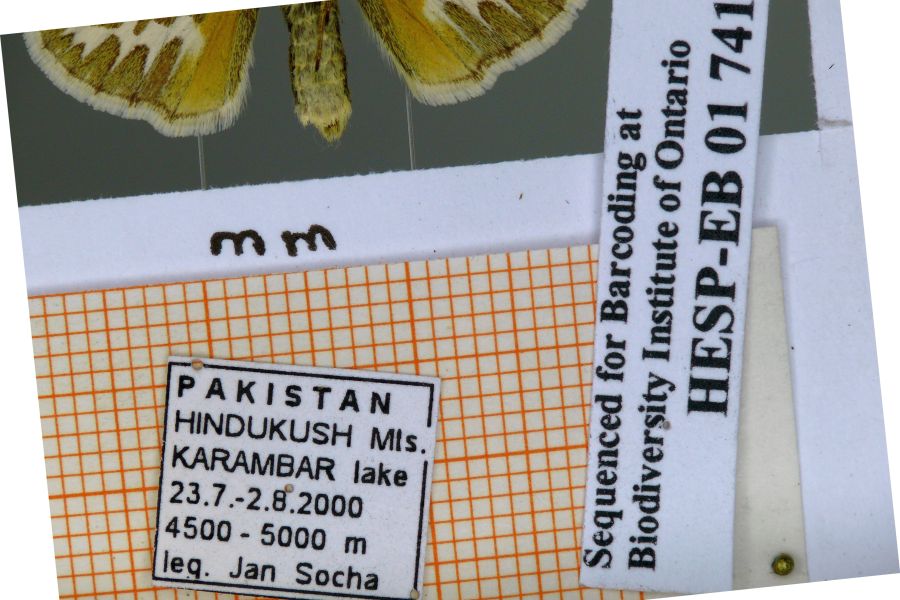 mm
PAKISTAN
HINDUKUSH Mts.
KARAMBAR lake
23.7.-2.8.2000
4500 - 5000 m
leg. Jan Socha
Sequenced for Barcoding at
Biodiversity Institute of Ontario
HESP-EB 01 741